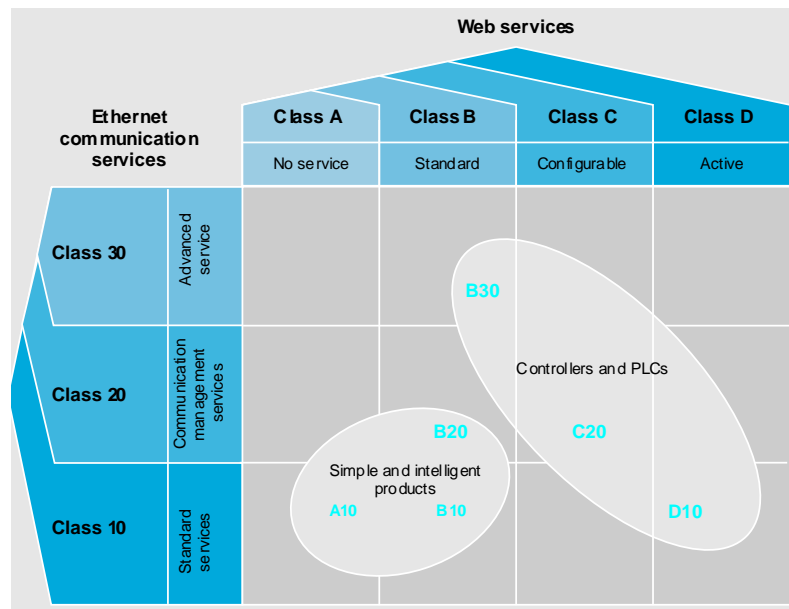 Web services
Ethernet
communication
services
Class A
Class B
Class C
Class D
No service
Standard
Configurable
Active
Class 30
Advanced
service
B30
Controllers and PLCs
Class 20
Communication
management
services
B20
C20
Simple and intelligent
products
A10
B10
D10
Class 10
Standard
services